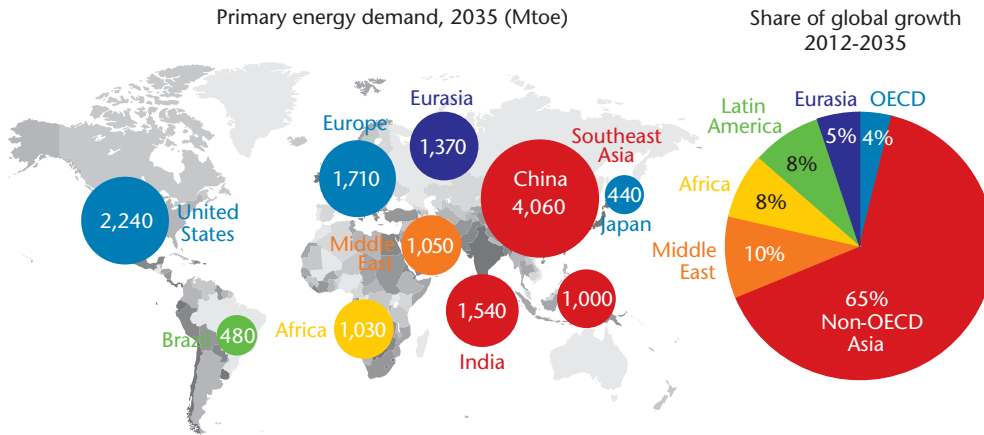 Primary energy demand, 2035 (Mtoe)
Share of global growth
2012-2035
Eurasia
1,370
Europe
1,710
Southeast
Asia
China
4,060
440
Japan
2,240
United
States
Middle
East
1,050
1,540
India
1,000
Africa
1,030
Brazil
480
Latin
America
8%
Eurasia
5%
OECD
4%
Africa
8%
Middle
East
10%
65%
Non-OECD
Asia